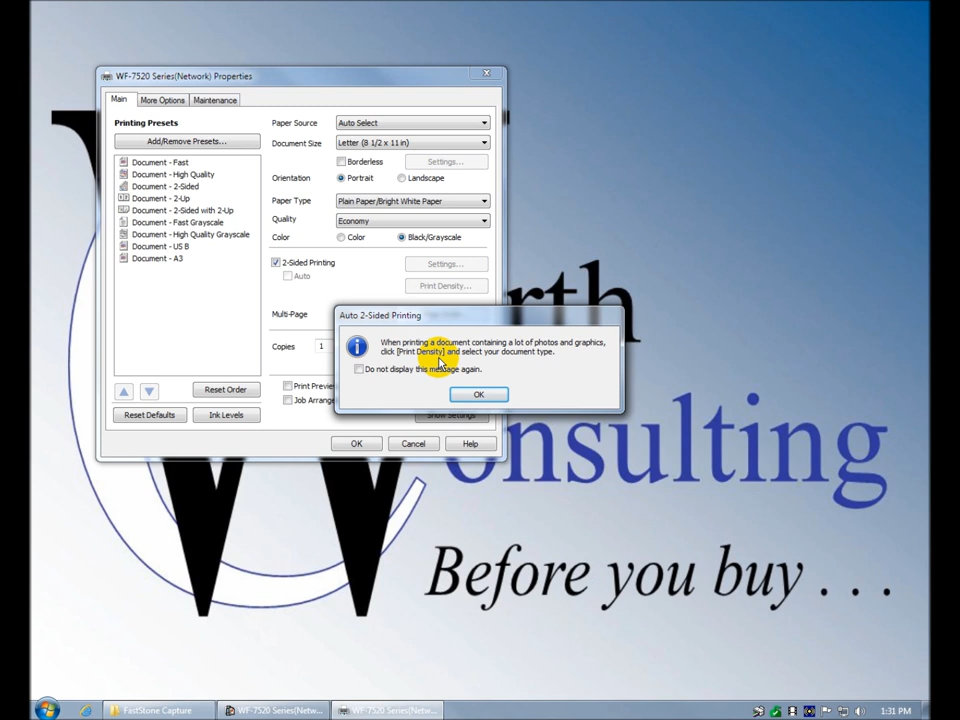 WF-7520 Series(Network) Properties
Main
More Options
Maintenance
Printing Presets
Add/Remove Presets...
Document - Fast
Document - High Quality
Document - 2-Sided
Document - 2-Up
Document - 2-Sided with 2-Up
Document - Fast Grayscale
Document - High Quality Grayscale
Document - US B
Document - A3
Reset Order
Reset Defaults
Ink Levels
Paper Source
Auto Select
Document Size
Letter (8 1/2 x 11 in)
Borderless
Settings...
Orientation
Portrait
Landscape
Paper Type
Plain Paper/Bright White Paper
Quality
Economy
Color
Color
Black/Grayscale
2-Sided Printing
Settings...
Auto
Print Density...
Multi-Page
Copies
1
Print Preview
Job Arrange
Show Settings
OK
Cancel
Help
Auto 2-Sided Printing
When printing a document containing a lot of photos and graphics,
click [Print Density] and select your document type.
Do not display this message again.
OK
rth
onsulting
Before you buy . . .
FastStone Capture
WF-7520 Series(Netw...
WF-7520 Series(Netw...
1:31 PM